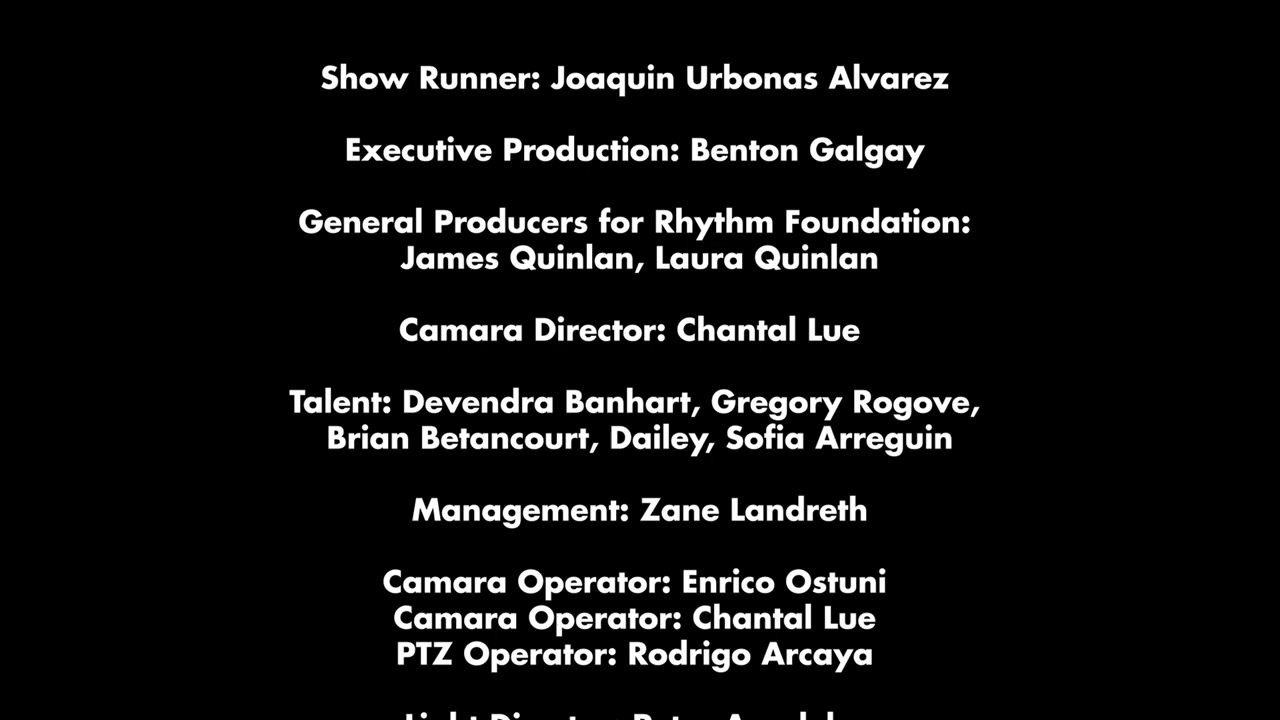 Show Runner: Joaquin Urbonas Alvarez
Executive Production: Benton Galgay
General Producers for Rhythm Foundation:
James Quinlan, Laura Quinlan
Camara Director: Chantal Lue
Talent: Devendra Banhart, Gregory Rogove,
Brian Betancourt, Dailey, Sofia Arreguin
Management: Zane Landreth
Camara Operator: Enrico Ostuni
Camara Operator: Chantal Lue
PTZ Operator: Rodrigo Arcaya